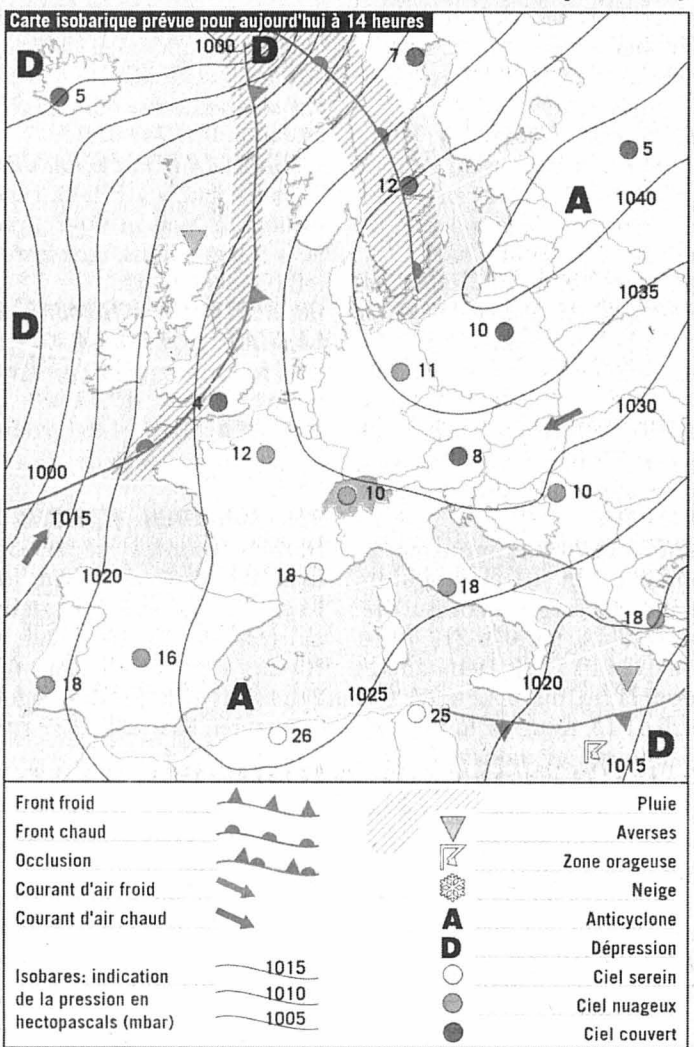 Carte isobarique prévue pour aujourd'hui à 14 heures
1000
D
D
7
5
5
12
A
1040
D
1035
10
11
1030
4
12
8
1000
10
10
1015
1020
18
18
18
16
18
A
1025
25
1020
26
D
1015
Front froid
Front chaud
Occlusion
Courant d'air froid
Courant d'air chaud
Isobares: indication
de la pression en
hectopascals (mbar)
1015
1010
1005
Pluie
Averses
Zone orageuse
Neige
A Anticyclone
D Dépression
Ciel serein
Ciel nuageux
Ciel couvert